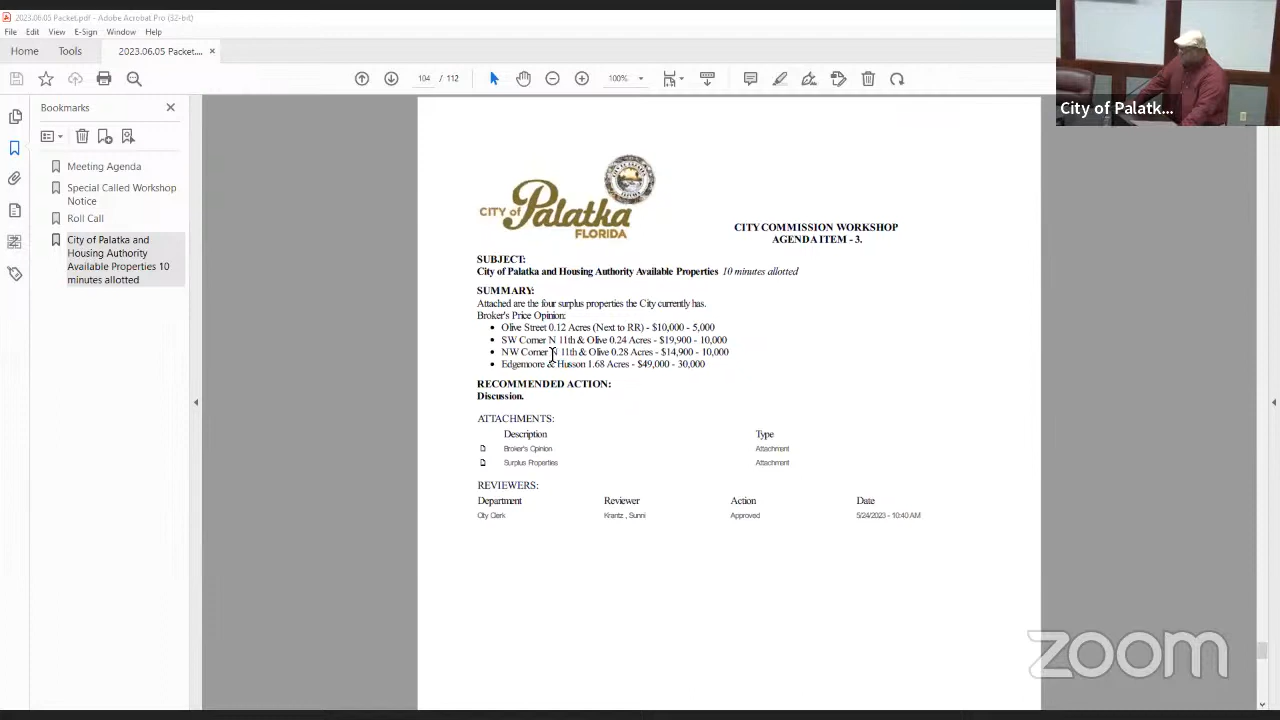 2023.06.05 Packet.pdf - Adobe Acrobat Pro (32-bit)
File Edit View E-Sign Window Help
Home Tools 2023.06.05 Packet....
104 / 112 100%
Bookmarks
Meeting Agenda
Special Called Workshop
Notice
Roll Call
City of Palatka and
Housing Authority
Available Properties 10
minutes allotted
CITY of Palatka
FLORIDA
CITY COMMISSION WORKSHOP
AGENDA ITEM - 3.
SUBJECT:
City of Palatka and Housing Authority Available Properties 10 minutes allotted
SUMMARY:
Attached are the four surplus properties the City currently has.
Broker's Price Opinion:
• Olive Street 0.12 Acres (Next to RR) - $10,000 - 5,000
• SW Corner N 11th & Olive 0.24 Acres - $19,900 - 10,000
• NW Corner N 11th & Olive 0.28 Acres - $14,900 - 10,000
• Edgemoore & Husson 1.68 Acres - $49,000 - 30,000
RECOMMENDED ACTION:
Discussion.
ATTACHMENTS:
Description Type
Broker's Opinion Attachment
Surplus Properties Attachment
REVIEWERS:
Department Reviewer Action Date
City Clerk Krantz , Sunni Approved 5/24/2023 - 10:40 AM
City of Palatk...
zoom